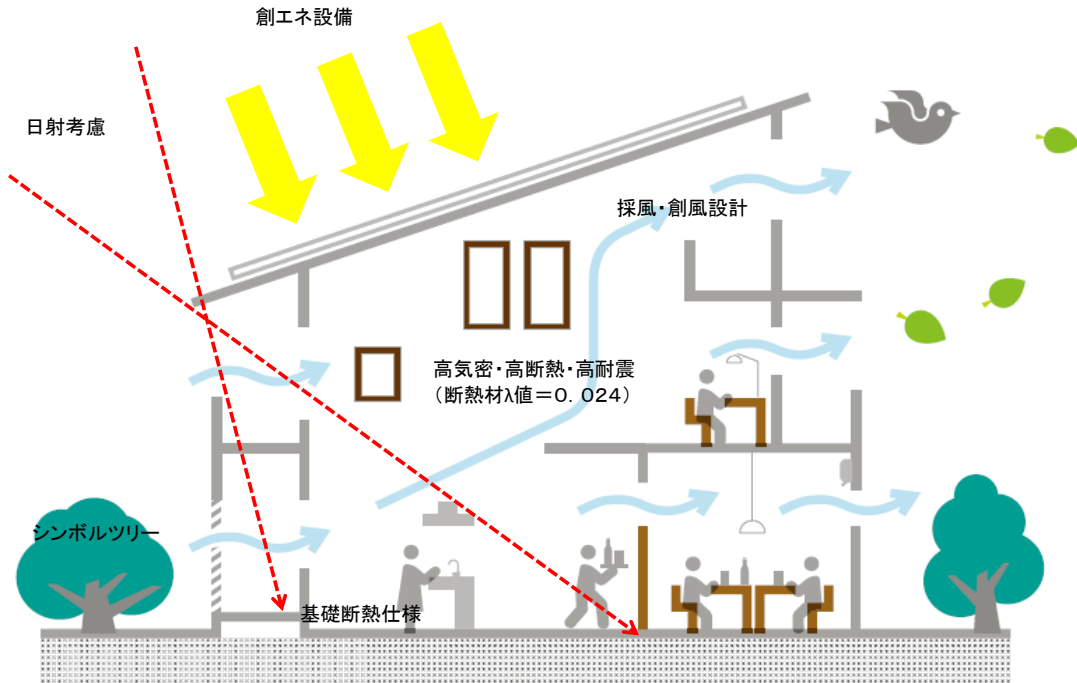 創エネ設備
日射考慮
採風・創風設計
高気密・高断熱・高耐震
（断熱材λ値＝０．０２４）
シンボルツリー
基礎断熱仕様